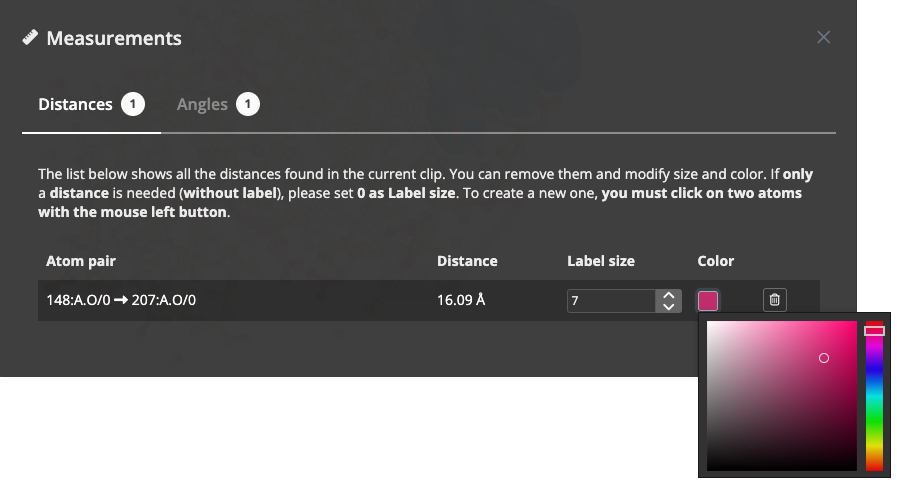 Measurements
Distances 1 Angles 1
The list below shows all the distances found in the current clip. You can remove them and modify size and color. If only
a distance is needed (without label), please set 0 as Label size. To create a new one, you must click on two atoms
with the mouse left button.
Atom pair Distance Label size Color
148:A.O/0 → 207:A.O/0 16.09 Å 7